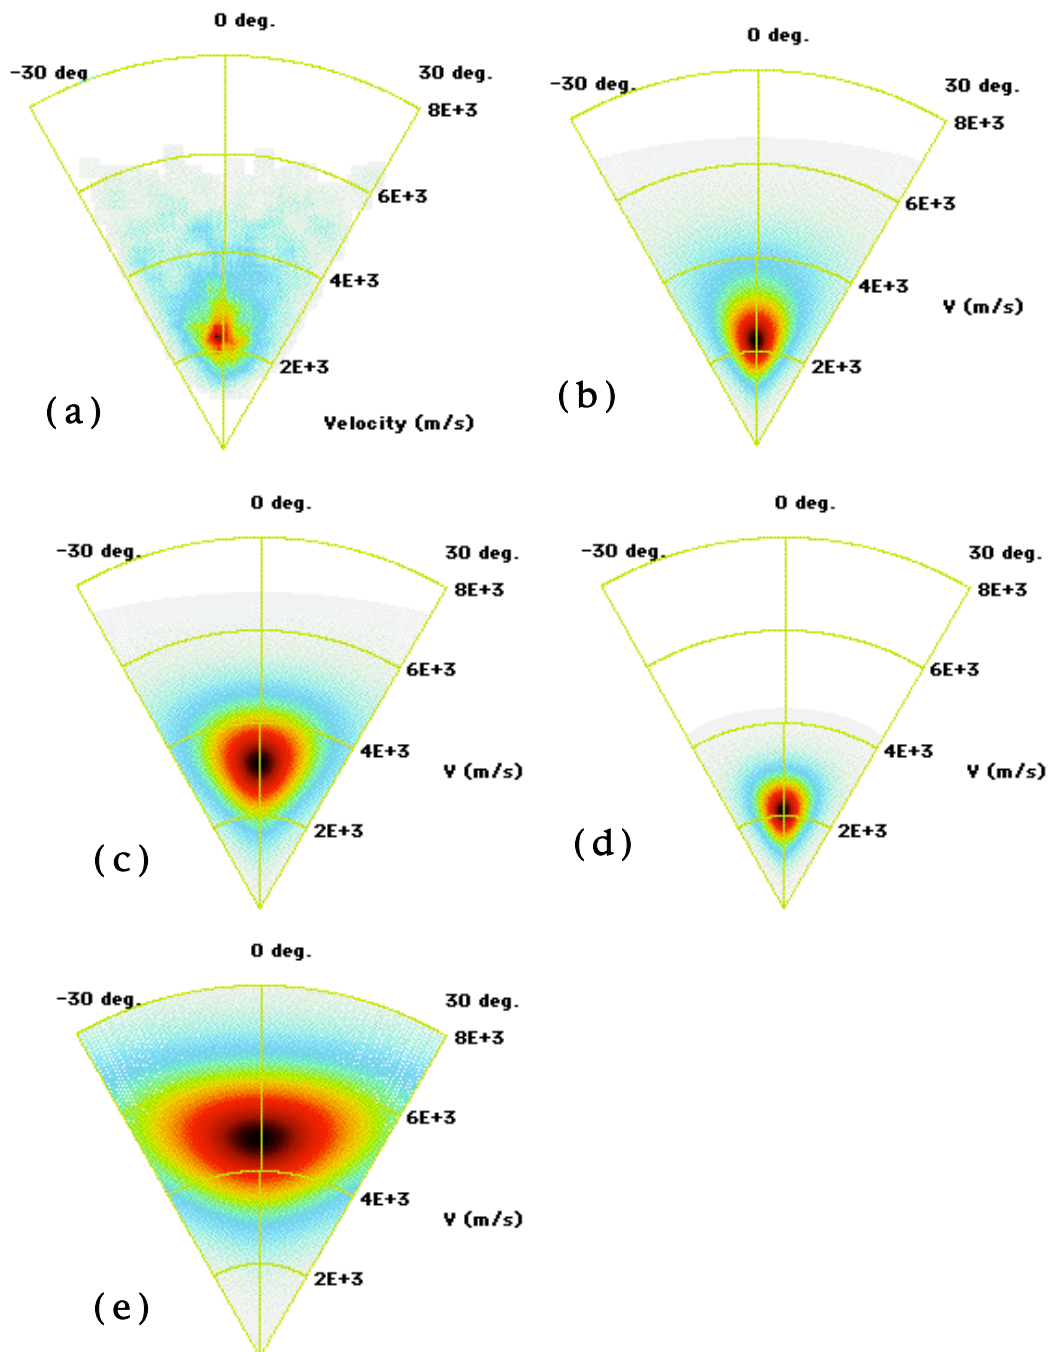 0 deg.
-30 deg
30 deg.
8E+3
6E+3
4E+3
2E+3
Velocity (m/s)
(a)
0 deg.
-30 deg.
30 deg.
8E+3
6E+3
4E+3
V (m/s)
2E+3
(b)
0 deg.
-30 deg.
30 deg.
8E+3
6E+3
4E+3
V (m/s)
2E+3
(c)
0 deg.
-30 deg.
30 deg.
8E+3
6E+3
4E+3
V (m/s)
2E+3
(d)
0 deg.
-30 deg.
30 deg.
8E+3
6E+3
4E+3
V (m/s)
2E+3
(e)